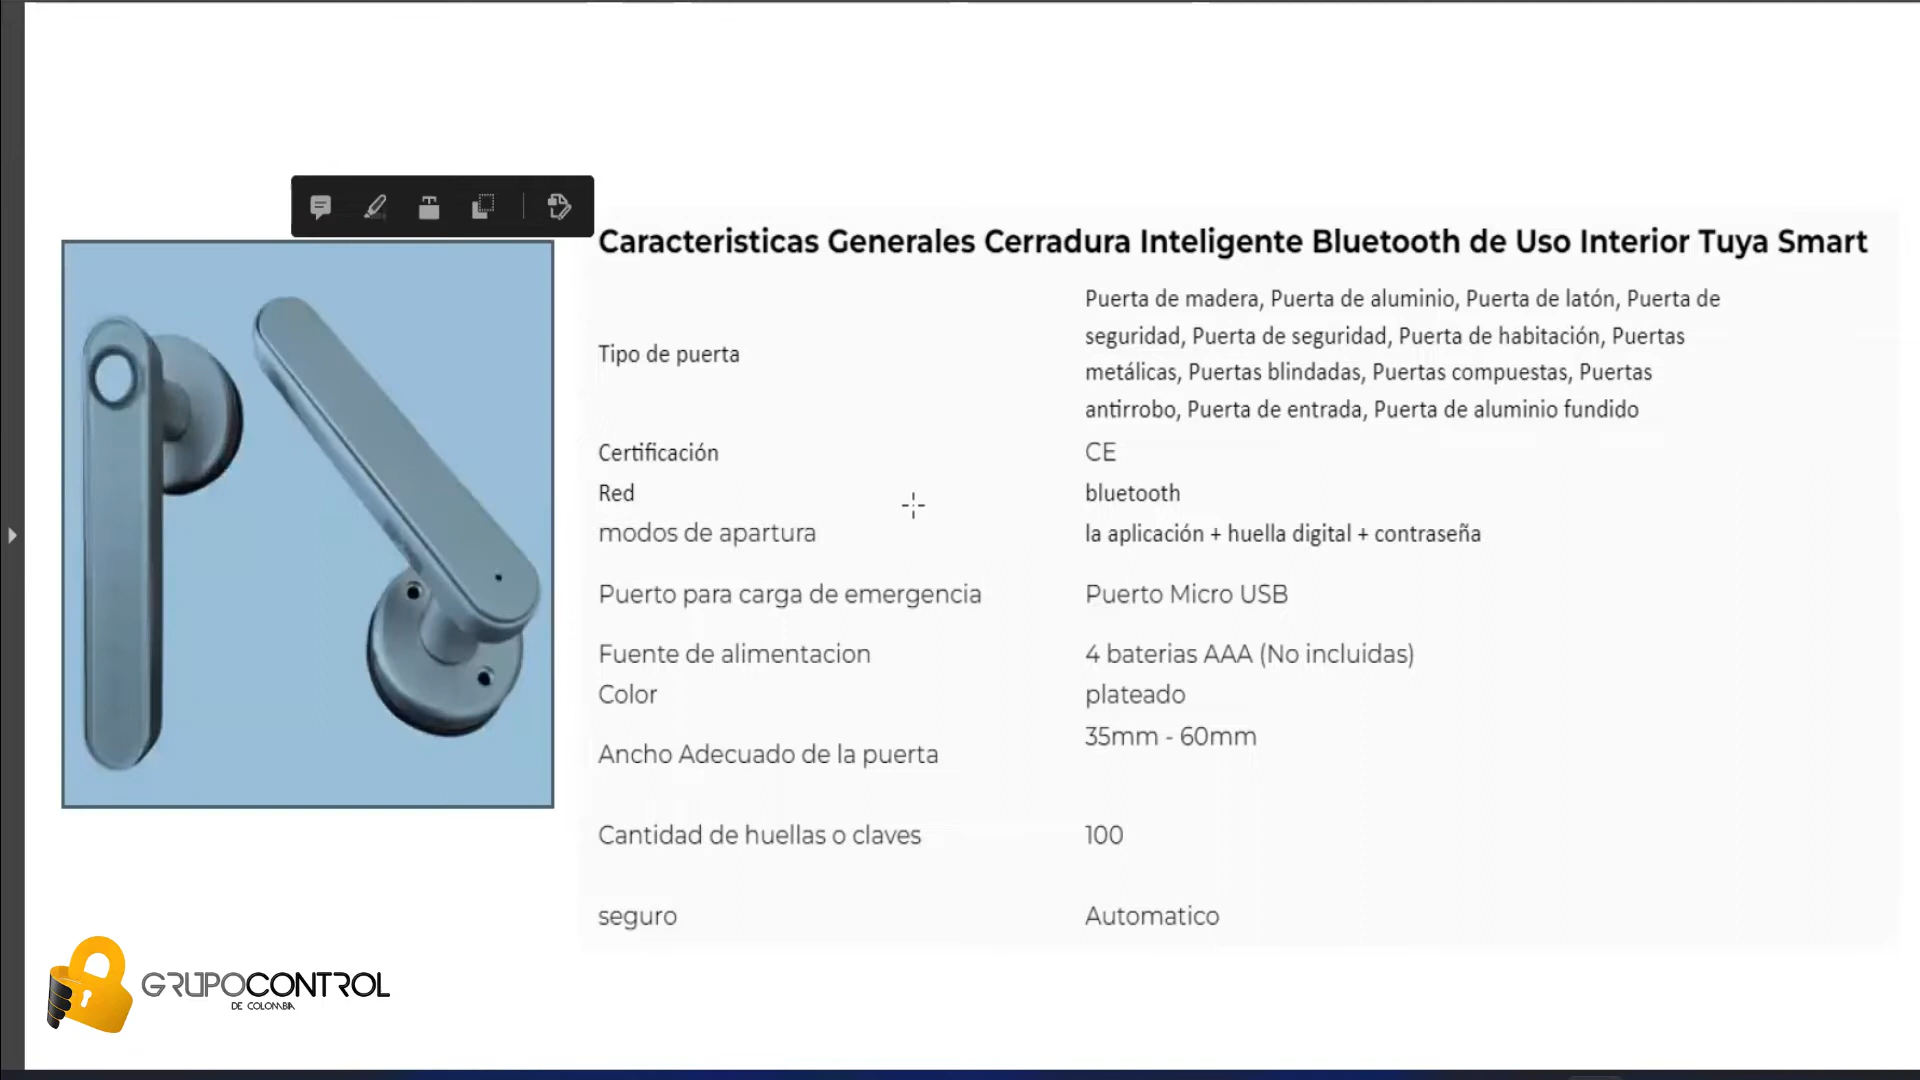 Caracteristicas Generales Cerradura Inteligente Bluetooth de Uso Interior Tuya Smart
Tipo de puerta
Puerta de madera, Puerta de aluminio, Puerta de latón, Puerta de
seguridad, Puerta de seguridad, Puerta de habitación, Puertas
metálicas, Puertas blindadas, Puertas compuestas, Puertas
antirrobo, Puerta de entrada, Puerta de aluminio fundido
Certificación CE
Red bluetooth
modos de apartura la aplicación + huella digital + contraseña
Puerto para carga de emergencia Puerto Micro USB
Fuente de alimentacion 4 baterias AAA (No incluidas)
Color plateado
Ancho Adecuado de la puerta 35mm - 60mm
Cantidad de huellas o claves 100
seguro Automatico
GRUPOCONTROL
DE COLOMBIA